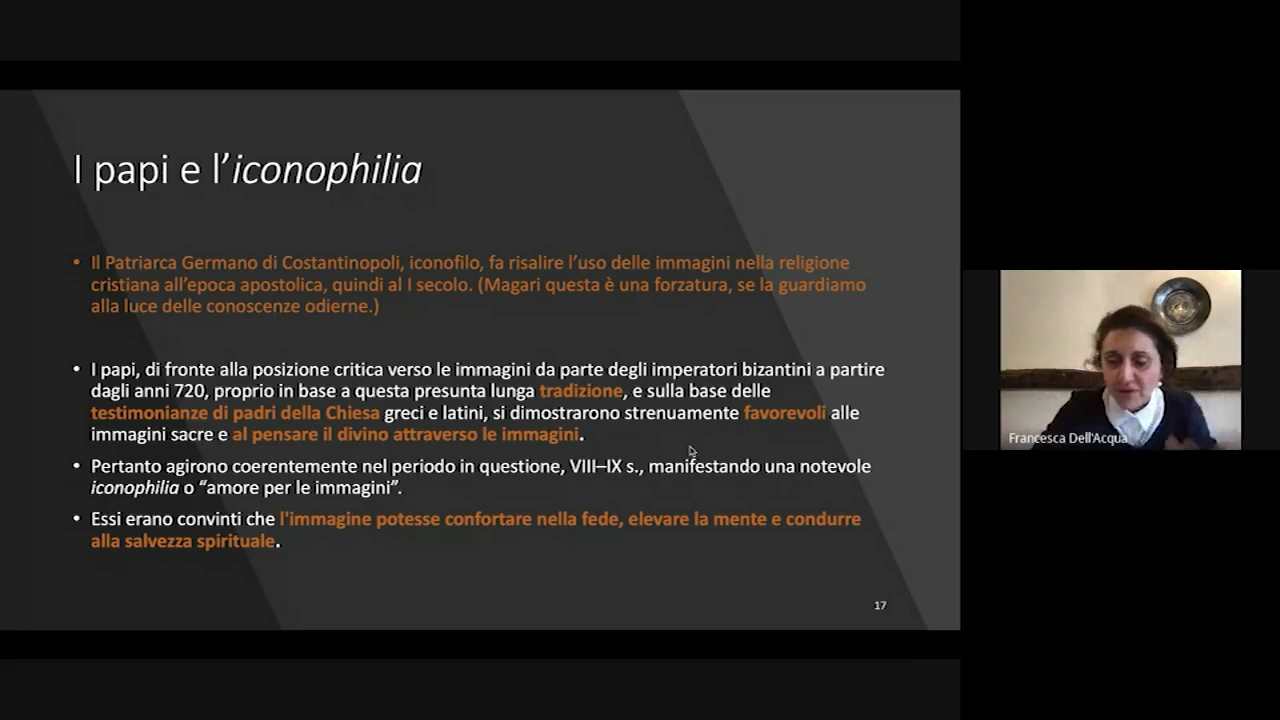 I papi e l'iconophilia
• Il Patriarca Germano di Costantinopoli, iconofilo, fa risalire l'uso delle immagini nella religione
cristiana all'epoca apostolica, quindi al I secolo. (Magari questa è una forzatura, se la guardiamo
alla luce delle conoscenze odierne.)
• I papi, di fronte alla posizione critica verso le immagini da parte degli imperatori bizantini a partire
dagli anni 720, proprio in base a questa presunta lunga tradizione, e sulla base delle
testimonianze di padri della Chiesa greci e latini, si dimostrarono strenuamente favorevoli alle
immagini sacre e al pensare il divino attraverso le immagini.
• Pertanto agirono coerentemente nel periodo in questione, VIII–IX s., manifestando una notevole
iconophilia o “amore per le immagini”.
• Essi erano convinti che l'immagine potesse confortare nella fede, elevare la mente e condurre
alla salvezza spirituale.
17
Francesca Dell'Acqua